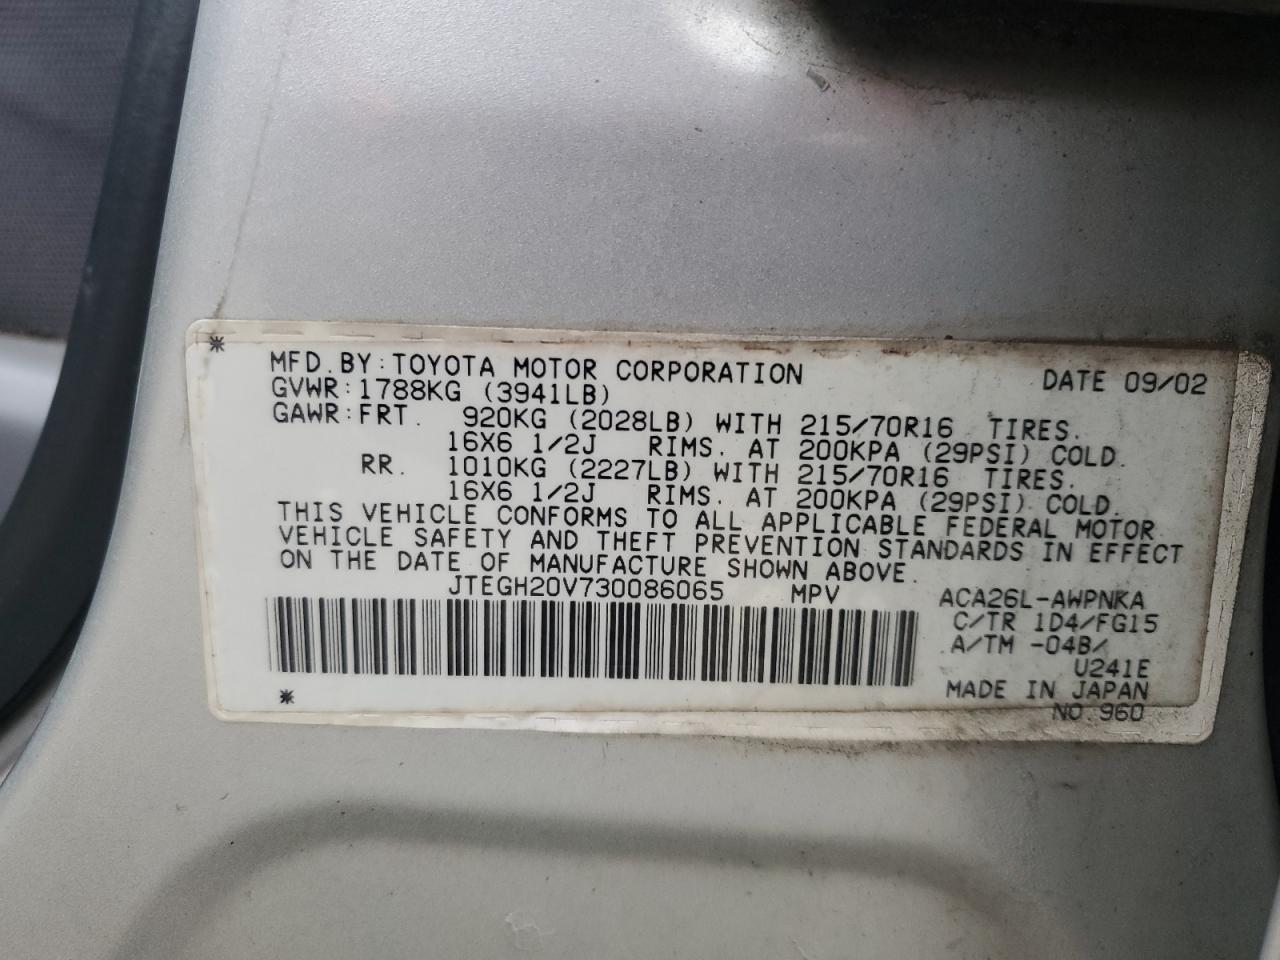 MFD. BY: TOYOTA MOTOR CORPORATION DATE 09/02
GVWR: 1788KG (3941LB)
GAWR: FRT. 920KG (2028LB) WITH 215/70R16 TIRES.
16X6 1/2J RIMS. AT 200KPA (29PSI) COLD.
RR. 1010KG (2227LB) WITH 215/70R16 TIRES.
16X6 1/2J RIMS. AT 200KPA (29PSI) COLD.
THIS VEHICLE CONFORMS TO ALL APPLICABLE FEDERAL MOTOR
VEHICLE SAFETY AND THEFT PREVENTION STANDARDS IN EFFECT
ON THE DATE OF MANUFACTURE SHOWN ABOVE.
JTEGH20V730086065 MPV ACA26L-AWPNKA
C/TR 1D4/FG15
A/TM -04B/
U241E
MADE IN JAPAN
NO. 960